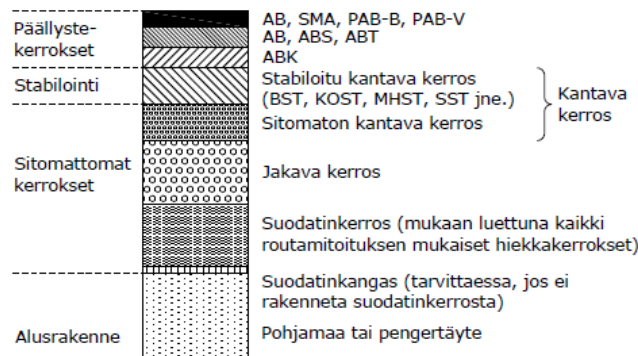 Päällyste-
kerrokset
AB, SMA, PAB-B, PAB-V
AB, ABS, ABT
ABK
Stabilointi
Stabiloitu kantava kerros
(BST, KOST, MHST, SST jne.)
Sitomaton kantava kerros
Kantava
kerros
Sitomattomat
kerrokset
Jakava kerros
Suodatinkerros (mukaan luettuna kaikki
routamitoituksen mukaiset hiekkakerrokset)
Suodatinkangas (tarvittaessa, jos ei
rakenneta suodatinkerrosta)
Alusrakenne
Pohjamaa tai pengertäyte